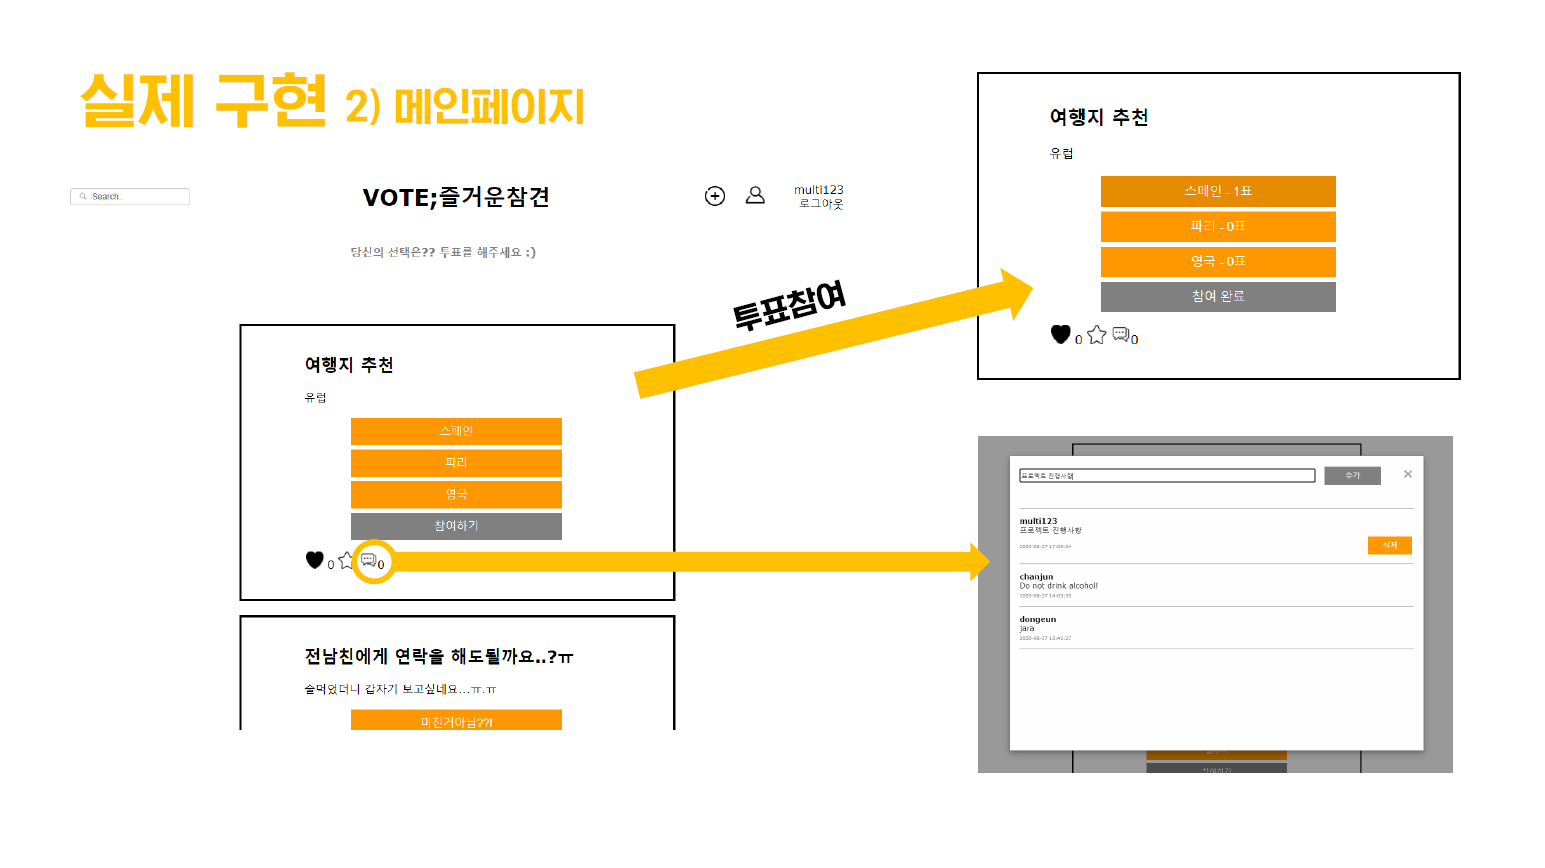 실제 구현 2) 메인페이지
Search..
VOTE;즐거운참견
multi123
로그아웃
당신의 선택은?? 투표를 해주세요 :)
여행지 추천
유럽
스페인
파리
영국
참여하기
0
0
전남친에게 연락을 해도될까요..?ㅠ
술먹었더니 갑자기 보고싶네요...ㅠ.ㅠ
미친거아님??!
투표참여
여행지 추천
유럽
스페인 - 1표
파리 - 0표
영국 - 0표
참여 완료
0
0
프로젝트 진행사항
추가
multi123
프로젝트 진행사항
삭제
chanjun
Do not drink alcohol!
dongeun
jara
참여하기